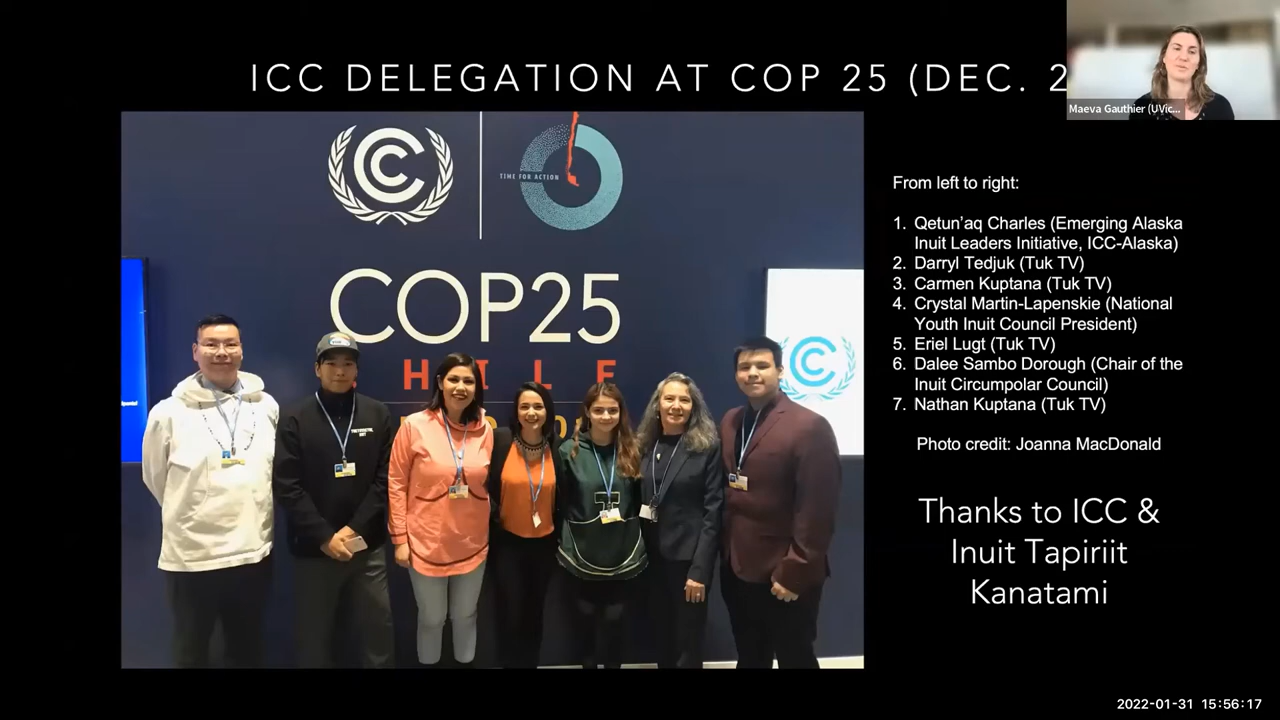 ICC DELEGATION AT COP 25 (DEC. 2
Maeva Gauthier (UVic...
TIME FOR ACTION
COP25
HILE
From left to right:
1. Qetun'aq Charles (Emerging Alaska
Inuit Leaders Initiative, ICC-Alaska)
2. Darryl Tedjuk (Tuk TV)
3. Carmen Kuptana (Tuk TV)
4. Crystal Martin-Lapenskie (National
Youth Inuit Council President)
5. Eriel Lugt (Tuk TV)
6. Dalee Sambo Dorough (Chair of the
Inuit Circumpolar Council)
7. Nathan Kuptana (Tuk TV)
Photo credit: Joanna MacDonald
Thanks to ICC &
Inuit Tapiriit
Kanatami
2022-01-31 15:56:17